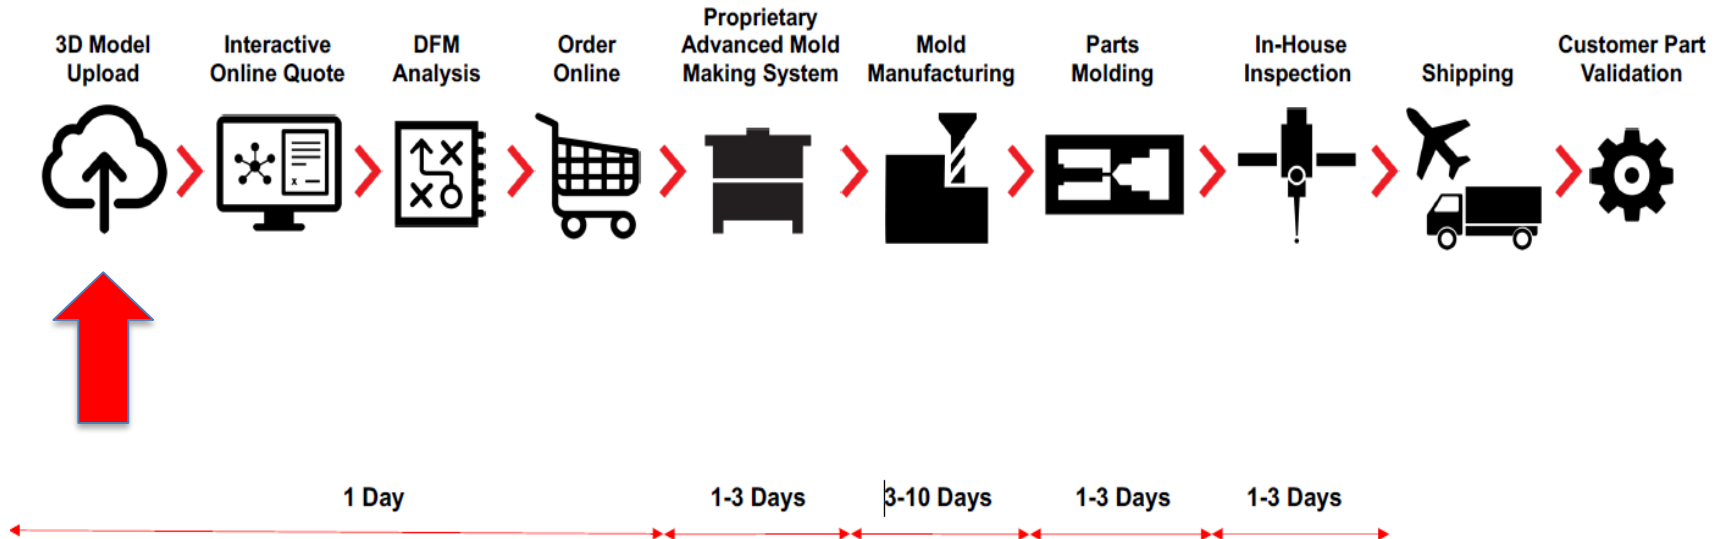 3D Model
Upload
Interactive
Online Quote
DFM
Analysis
Order
Online
Proprietary
Advanced Mold
Making System
Mold
Manufacturing
Parts
Molding
In-House
Inspection
Shipping
Customer Part
Validation
1 Day
1-3 Days
3-10 Days
1-3 Days
1-3 Days